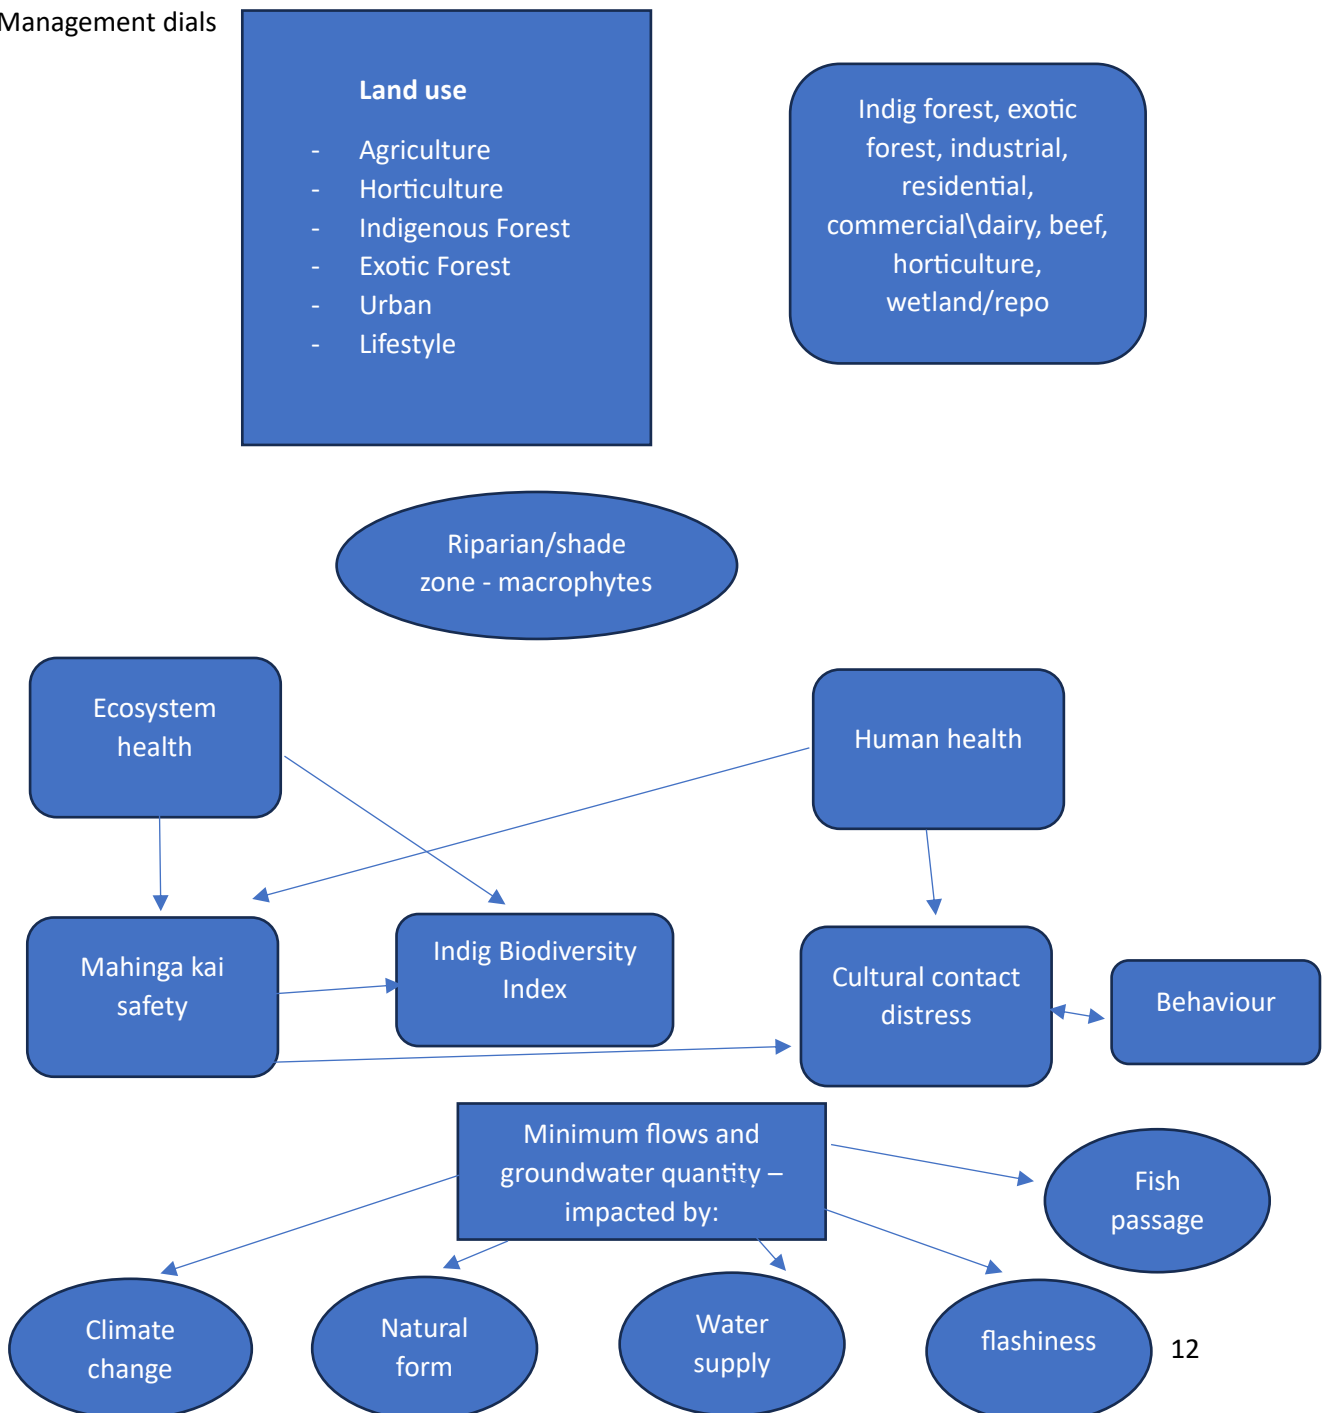 Management dials
Land use
- Agriculture
- Horticulture
- Indigenous Forest
- Exotic Forest
- Urban
- Lifestyle
Indig forest, exotic
forest, industrial,
residential,
commercial\dairy, beef,
horticulture,
wetland/repo
Riparian/shade
zone - macrophytes
Ecosystem
health
Human health
Mahinga kai
safety
Indig Biodiversity
Index
Cultural contact
distress
Behaviour
Minimum flows and
groundwater quantity –
impacted by:
Fish
passage
Climate
change
Natural
form
Water
supply
flashiness
12